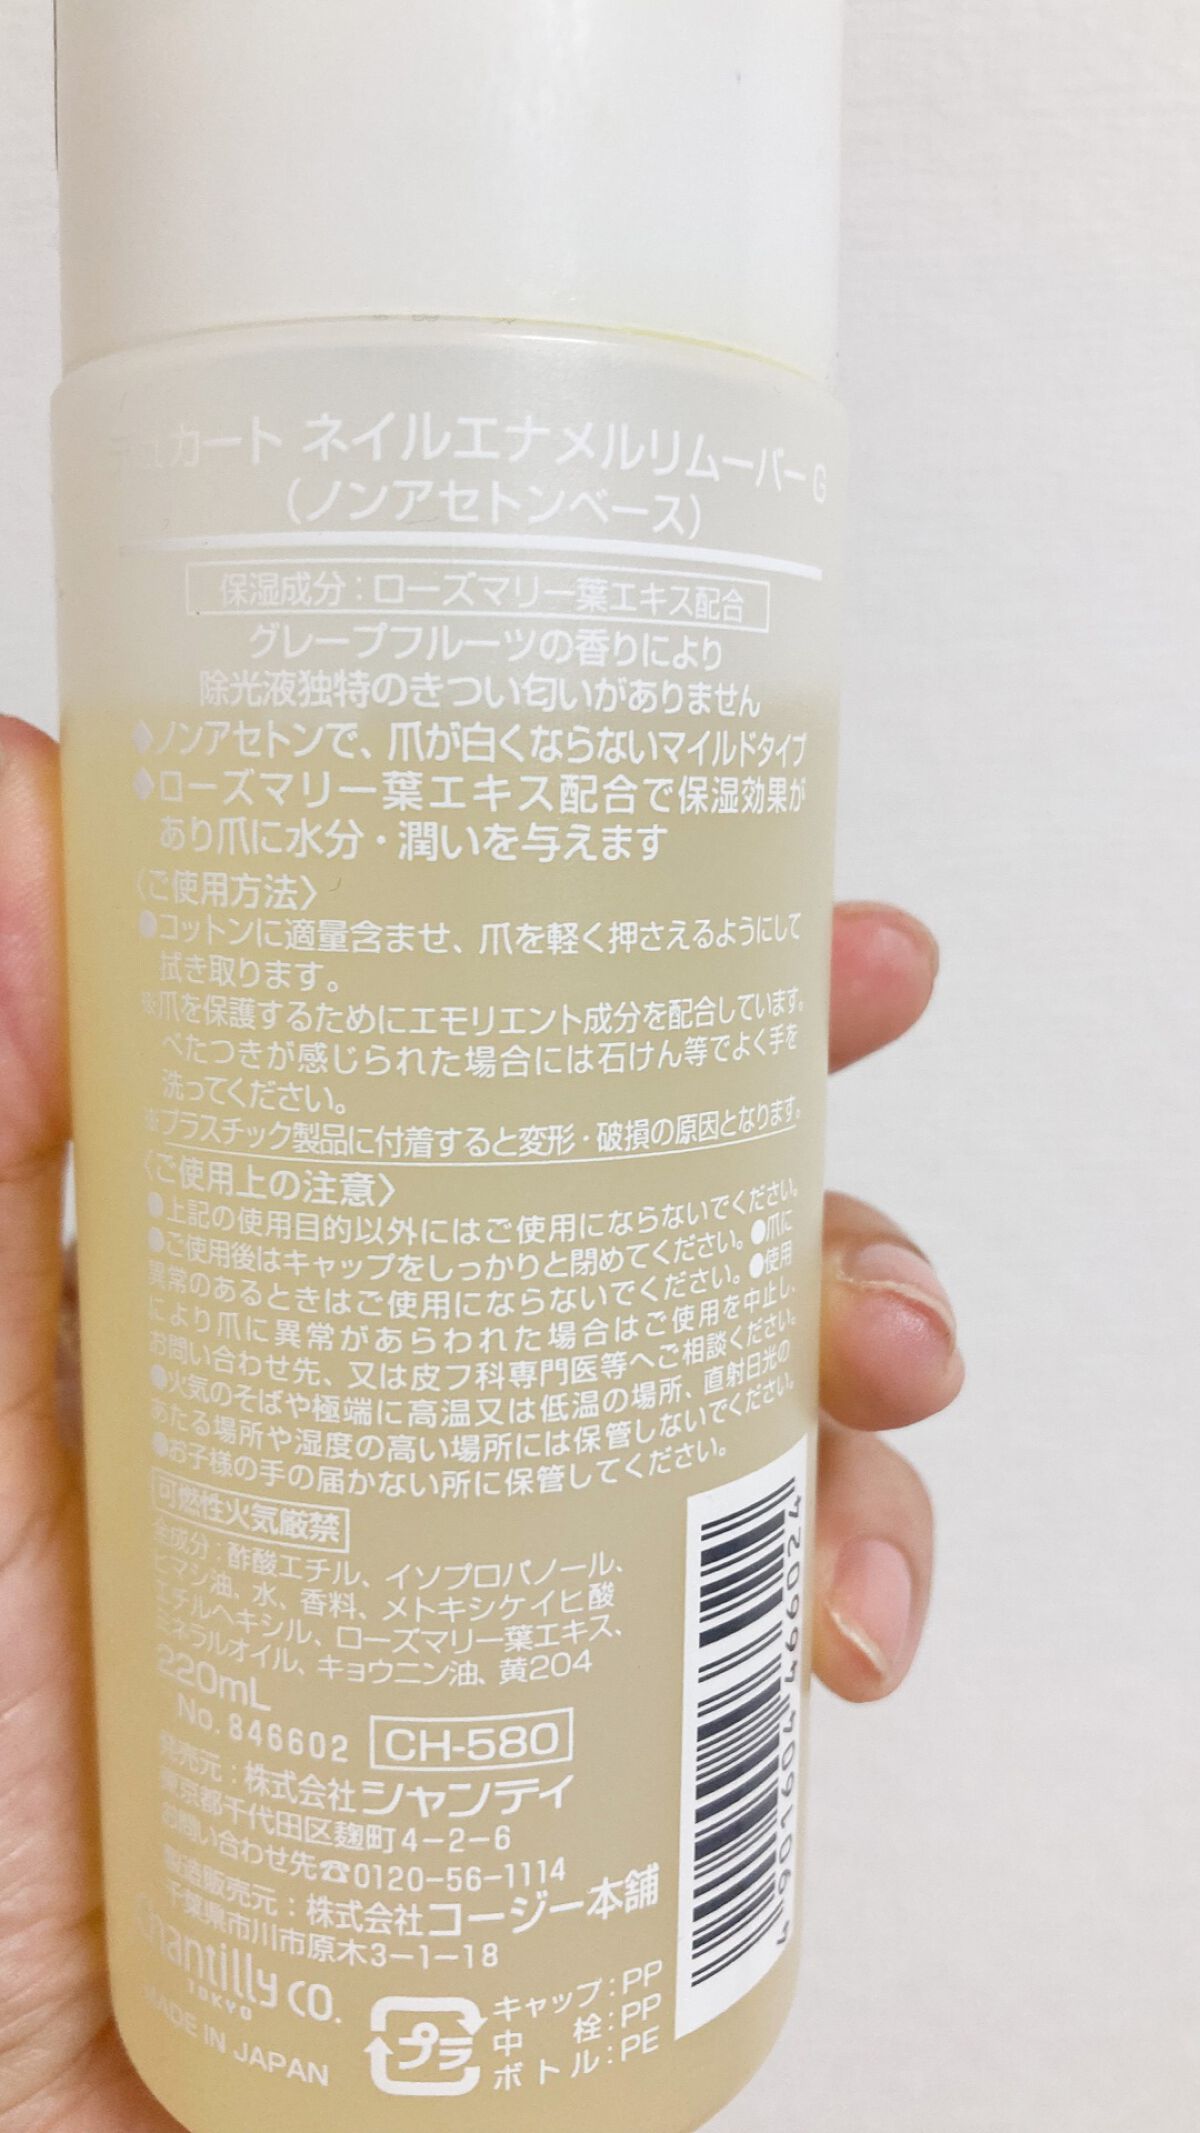 デュカート ネイルエナメルリムーバー G
(ノンアセトンベース)
保湿成分：ローズマリー葉エキス配合
グレープフルーツの香りにより
除光液独特のきつい匂いがありません
◆ノンアセトンで、爪が白くならないマイルドタイプ
◆ローズマリー葉エキス配合で保湿効果が
あり爪に水分・潤いを与えます
〈ご使用方法〉
●コットンに適量含ませ、爪を軽く押さえるようにして
拭き取ります。
※爪を保護するためにエモリエント成分を配合しています。
べたつきが感じられた場合には石けん等でよく手を
洗ってください。
※プラスチック製品に付着すると変形・破損の原因となります。
〈ご使用上の注意〉
●上記の使用目的以外にはご使用にならないでください。
●ご使用後はキャップをしっかりと閉めてください。●爪に
異常のあるときはご使用にならないでください。●使用
により爪に異常があらわれた場合はご使用を中止し、
お問い合わせ先、又は皮フ科専門医等へご相談ください。
●火気のそばや極端に高温又は低温の場所、直射日光の
あたる場所や湿度の高い場所には保管しないでください。
●お子様の手の届かない所に保管してください。
可燃性火気厳禁
全成分：酢酸エチル、イソプロパノール、
ヒマシ油、水、香料、メトキシケイヒ酸
エチルヘキシル、ローズマリー葉エキス、
ミネラルオイル、キョウニン油、黄204
220mL
No. 846602 CH-580
発売元：株式会社シャンティ
東京都千代田区麹町4-2-6
お問い合わせ先☎0120-56-1114
製造販売元：株式会社コージー本舗
千葉県市川市原木3-1-18
Chantilly CO.
TOKYO
MADE IN JAPAN
プラ
キャップ：PP
中 栓：PP
ボトル：PE